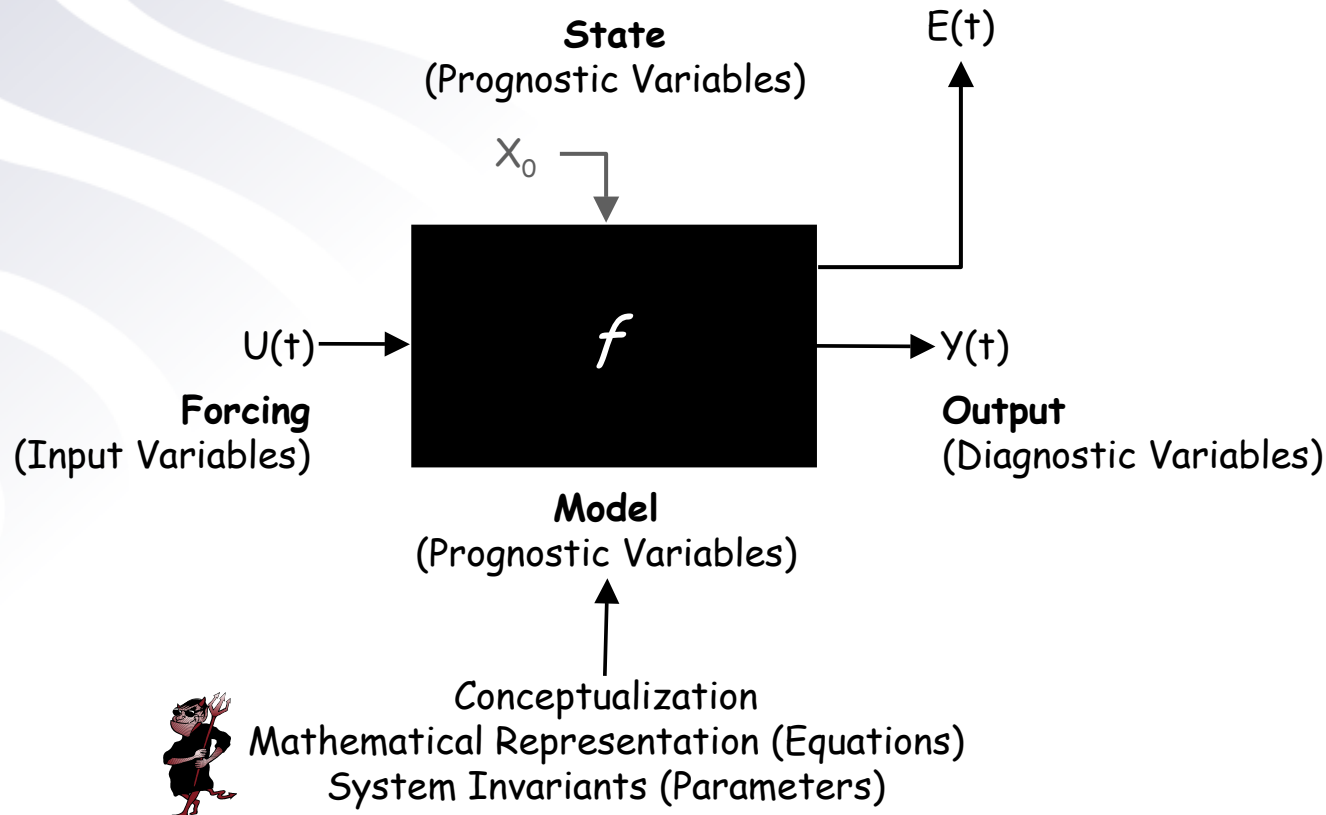 State
(Prognostic Variables)
E(t)
X₀
f
U(t)
Y(t)
Forcing
(Input Variables)
Output
(Diagnostic Variables)
Model
(Prognostic Variables)
Conceptualization
Mathematical Representation (Equations)
System Invariants (Parameters)